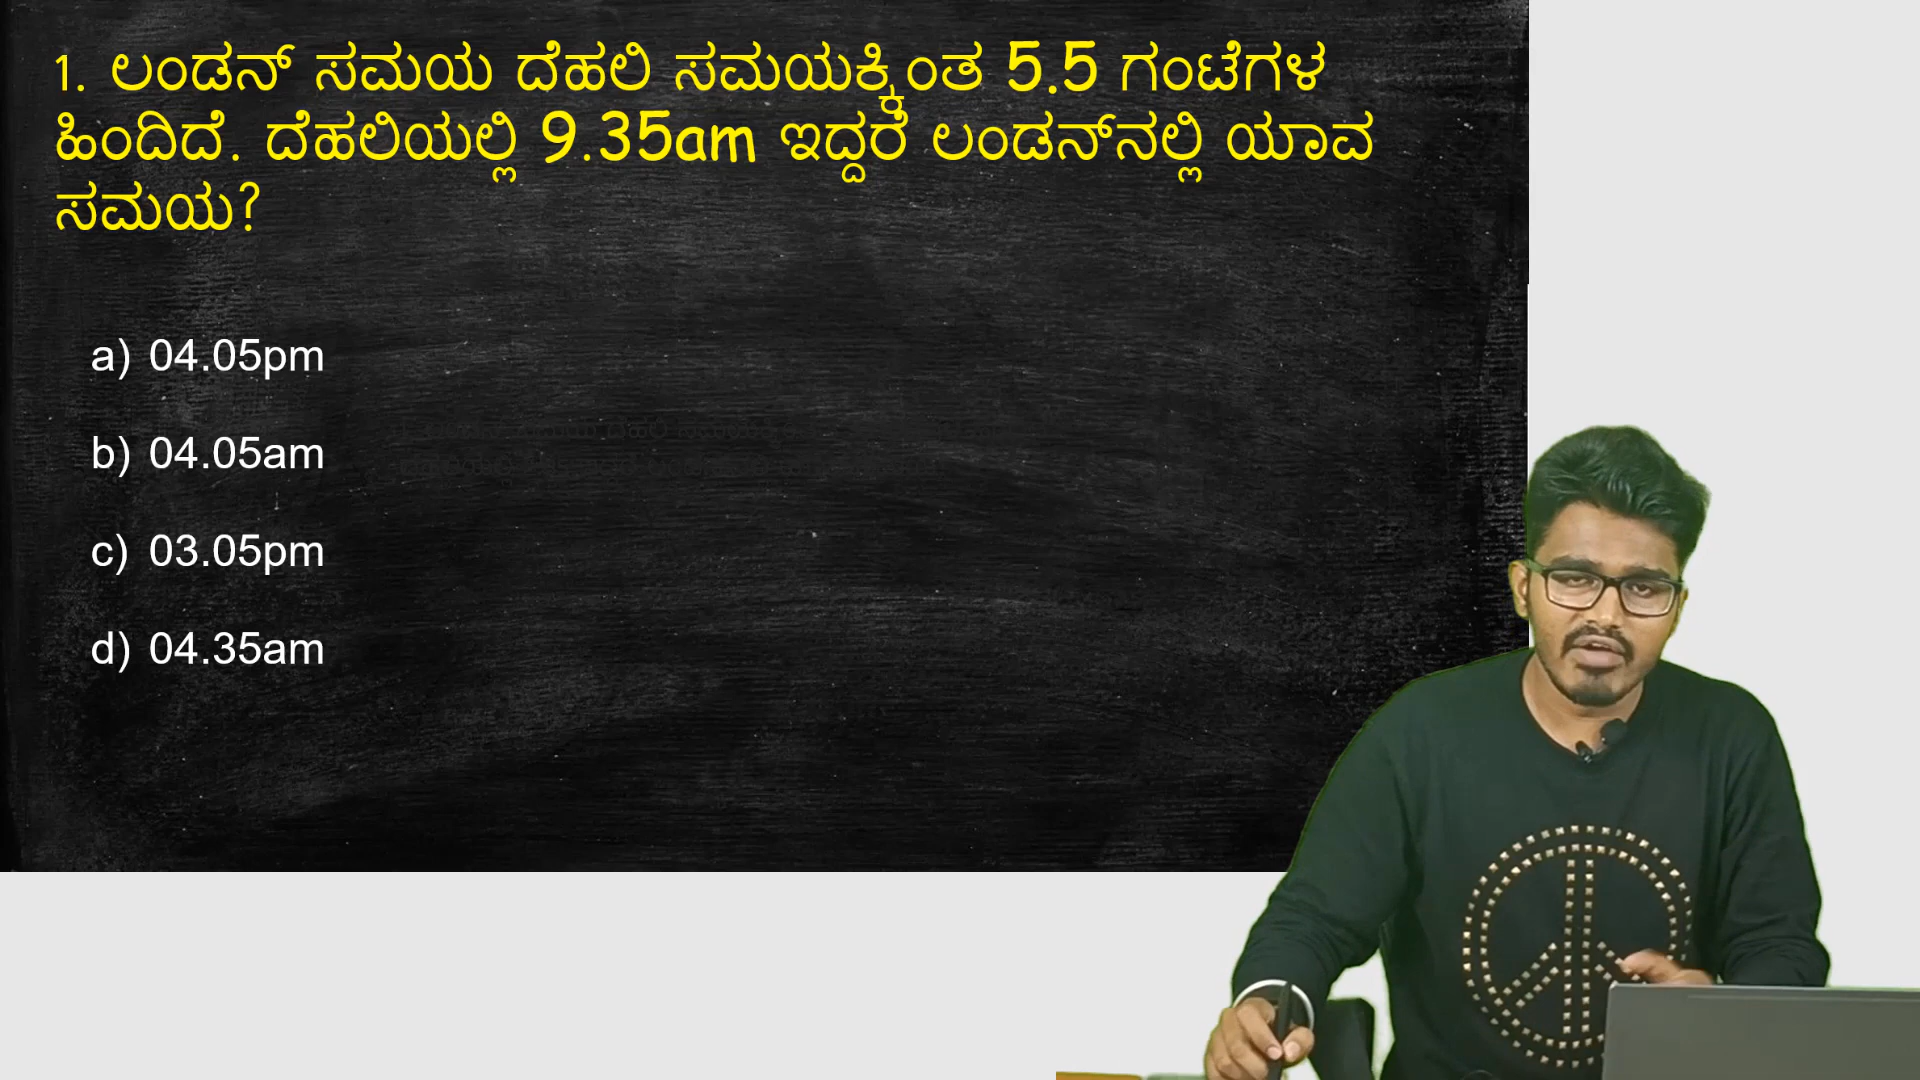 1. ಲಂಡನ್ ಸಮಯ ದೆಹಲಿ ಸಮಯಕ್ಕಿಂತ 5.5 ಗಂಟೆಗಳ
ಹಿಂದಿದೆ. ದೆಹಲಿಯಲ್ಲಿ 9.35am ಇದ್ದರೆ ಲಂಡನ್‌ನಲ್ಲಿ ಯಾವ
ಸಮಯ?
a) 04.05pm
b) 04.05am
c) 03.05pm
d) 04.35am